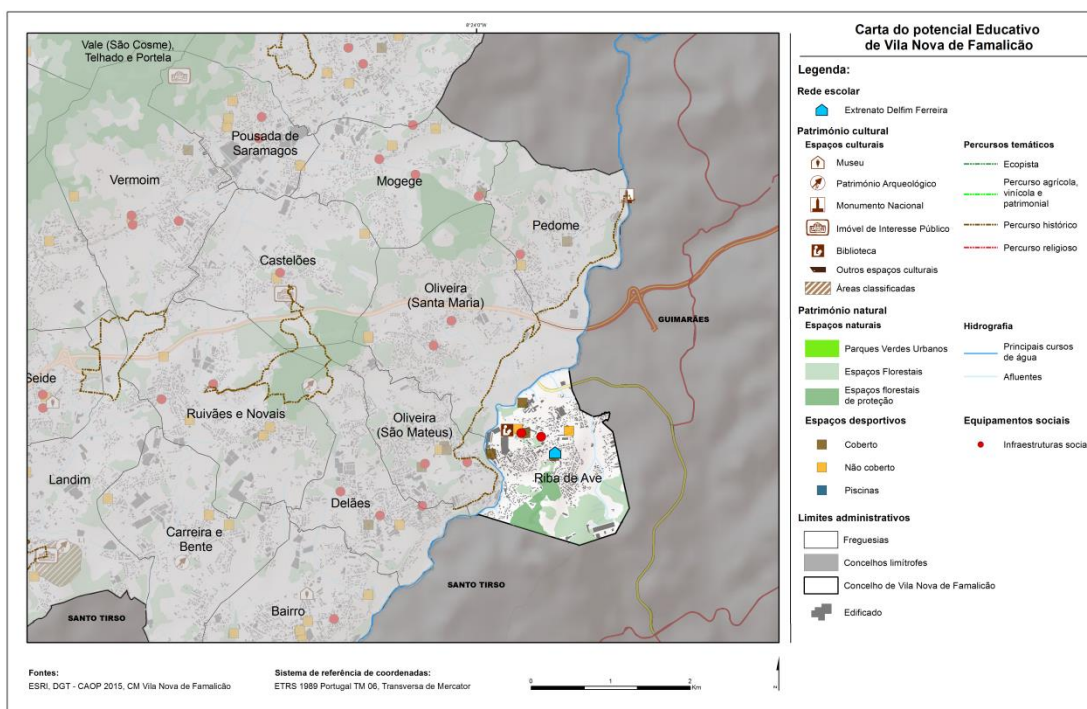 8°24'0"W
Vale (São Cosme),
Telhado e Portela
Pousada de
Saramagos
Vermoim
Mogege
Pedome
Castelões
Oliveira
(Santa Maria)
GUIMARÃES
Seide
Ruivães e Novais
Oliveira
(São Mateus)
Riba de Ave
Landim
Delães
Carreira e
Bente
SANTO TIRSO
Bairro
SANTO TIRSO
Carta do potencial Educativo
de Vila Nova de Famalicão
Legenda:
Rede escolar
Extrenato Delfim Ferreira
Património cultural
Espaços culturais
Museu
Património Arqueológico
Monumento Nacional
Imóvel de Interesse Público
Biblioteca
Outros espaços culturais
Áreas classificadas
Percursos temáticos
Ecopista
Percurso agrícola,
vinícola e
patrimonial
Percurso histórico
Percurso religioso
Património natural
Espaços naturais
Parques Verdes Urbanos
Espaços Florestais
Espaços florestais
de proteção
Hidrografia
Principais cursos
de água
Afluentes
Espaços desportivos
Coberto
Não coberto
Piscinas
Equipamentos sociais
Infraestruturas socia
Limites administrativos
Freguesias
Concelhos limítrofes
Concelho de Vila Nova de Famalicão
Edificado
Fontes:
ESRI, DGT - CAOP 2015, CM Vila Nova de Famalicão
Sistema de referência de coordenadas:
ETRS 1989 Portugal TM 06, Transversa de Mercator
0 1 2
Km